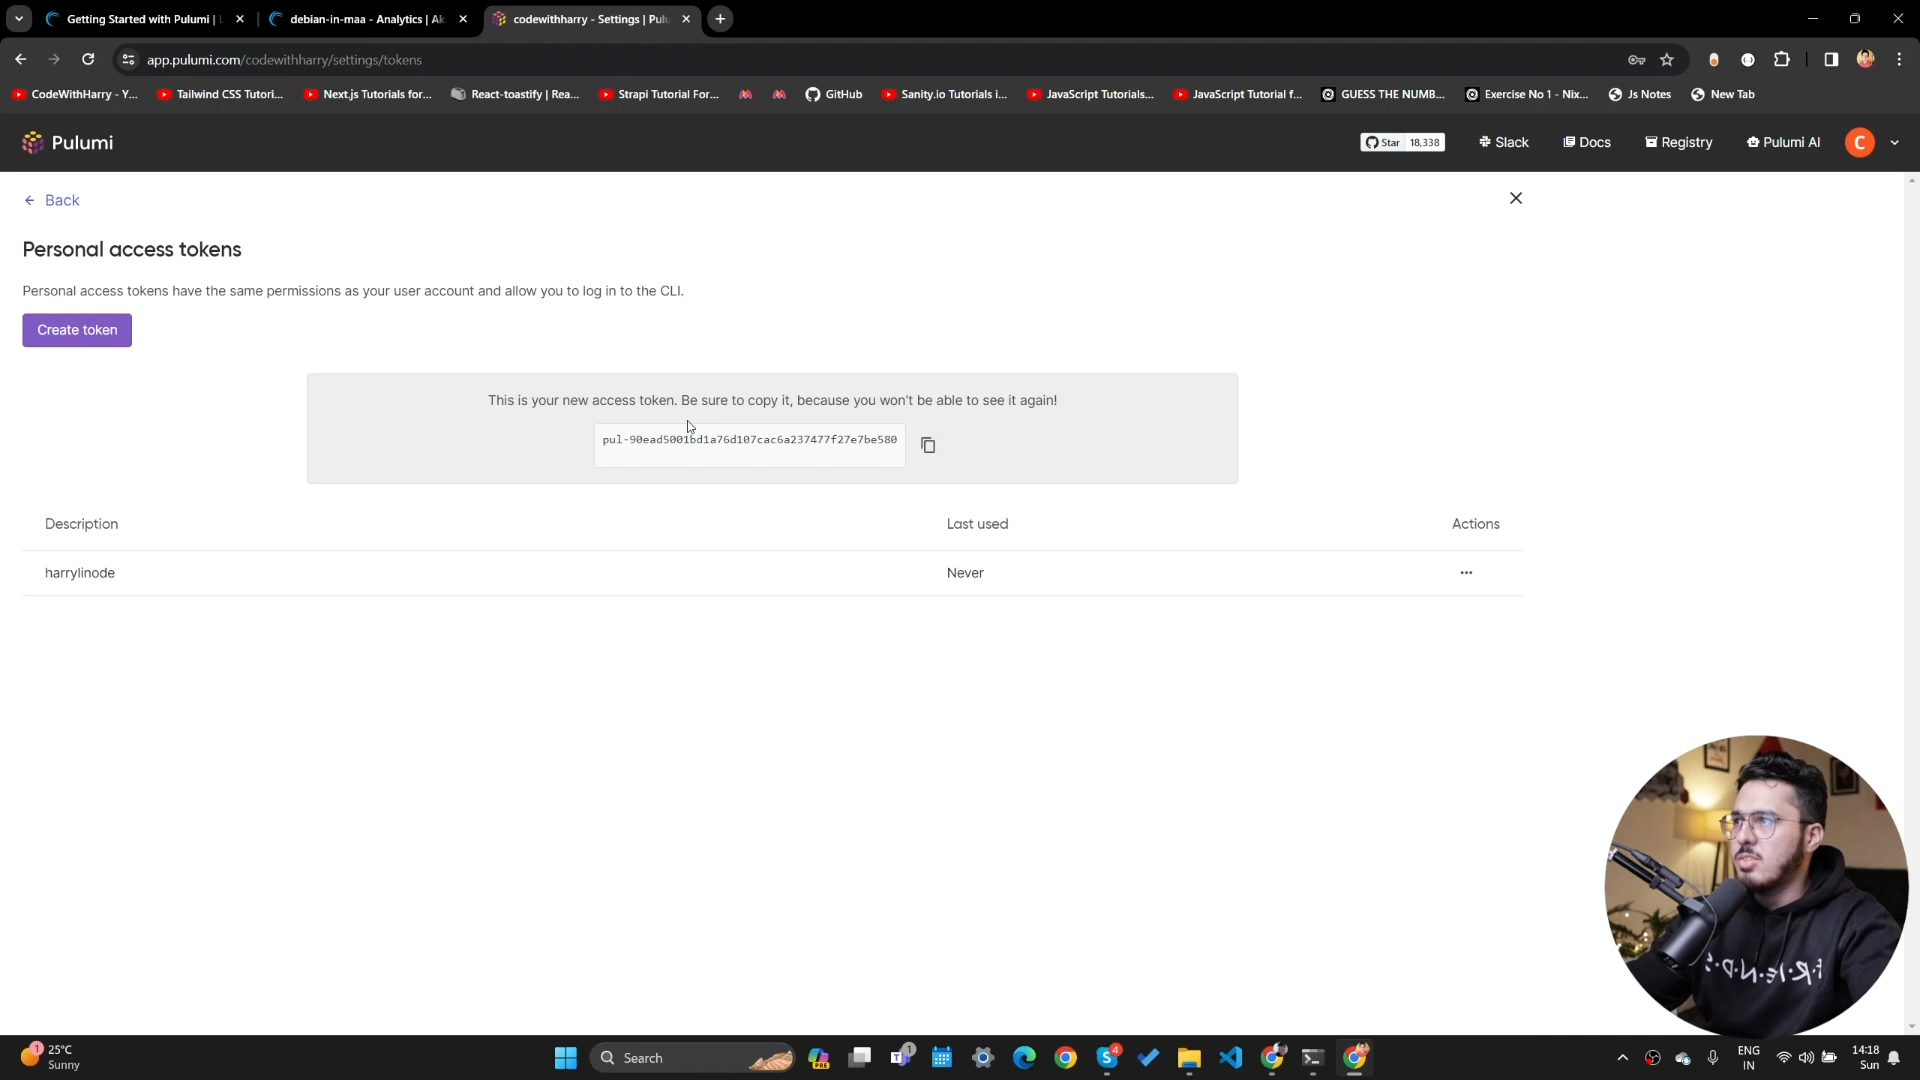 Getting Started with Pulumi |
debian-in-maa - Analytics | Ak
codewithharry - Settings | Pulu
app.pulumi.com/codewithharry/settings/tokens
CodeWithHarry - Y...
Tailwind CSS Tutori...
Next.js Tutorials for...
React-toastify | Rea...
Strapi Tutorial For...
GitHub
Sanity.io Tutorials i...
JavaScript Tutorials...
JavaScript Tutorial f...
GUESS THE NUMB...
Exercise No 1 - Nix...
Js Notes
New Tab
Pulumi
Star 18,338
Slack
Docs
Registry
Pulumi AI
C
Back
Personal access tokens
Personal access tokens have the same permissions as your user account and allow you to log in to the CLI.
Create token
This is your new access token. Be sure to copy it, because you won't be able to see it again!
pul-90ead5001bd1a76d107cac6a237477f27e7be580
Description Last used Actions
harrylinode Never
F·R·I·E·N·D·S
1
25°C
Sunny
Search
PRE
1
4
ENG
IN
14:18
Sun